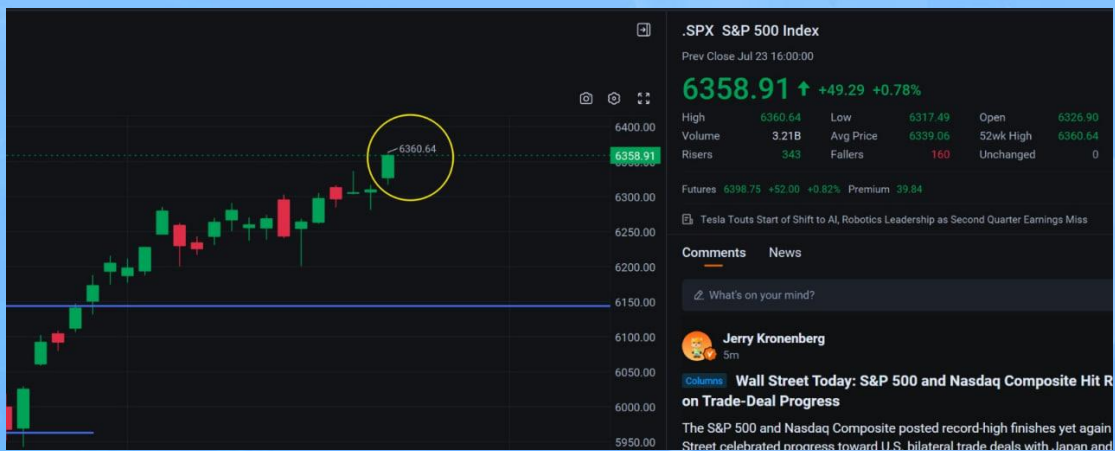 6360.64
6400.00
6358.91
6300.00
6250.00
6200.00
6150.00
6100.00
6050.00
6000.00
5950.00
.SPX S&P 500 Index
Prev Close Jul 23 16:00:00
6358.91 +49.29 +0.78%
High 6360.64 Low 6317.49 Open 6326.90
Volume 3.21B Avg Price 6339.06 52wk High 6360.64
Risers 343 Fallers 160 Unchanged 0
Futures 6398.75 +52.00 +0.82% Premium 39.84
Tesla Touts Start of Shift to AI, Robotics Leadership as Second Quarter Earnings Miss
Comments News
What's on your mind?
Jerry Kronenberg
5m
Columns Wall Street Today: S&P 500 and Nasdaq Composite Hit R
on Trade-Deal Progress
The S&P 500 and Nasdaq Composite posted record-high finishes yet again
Street celebrated progress toward U.S. bilateral trade deals with Japan and